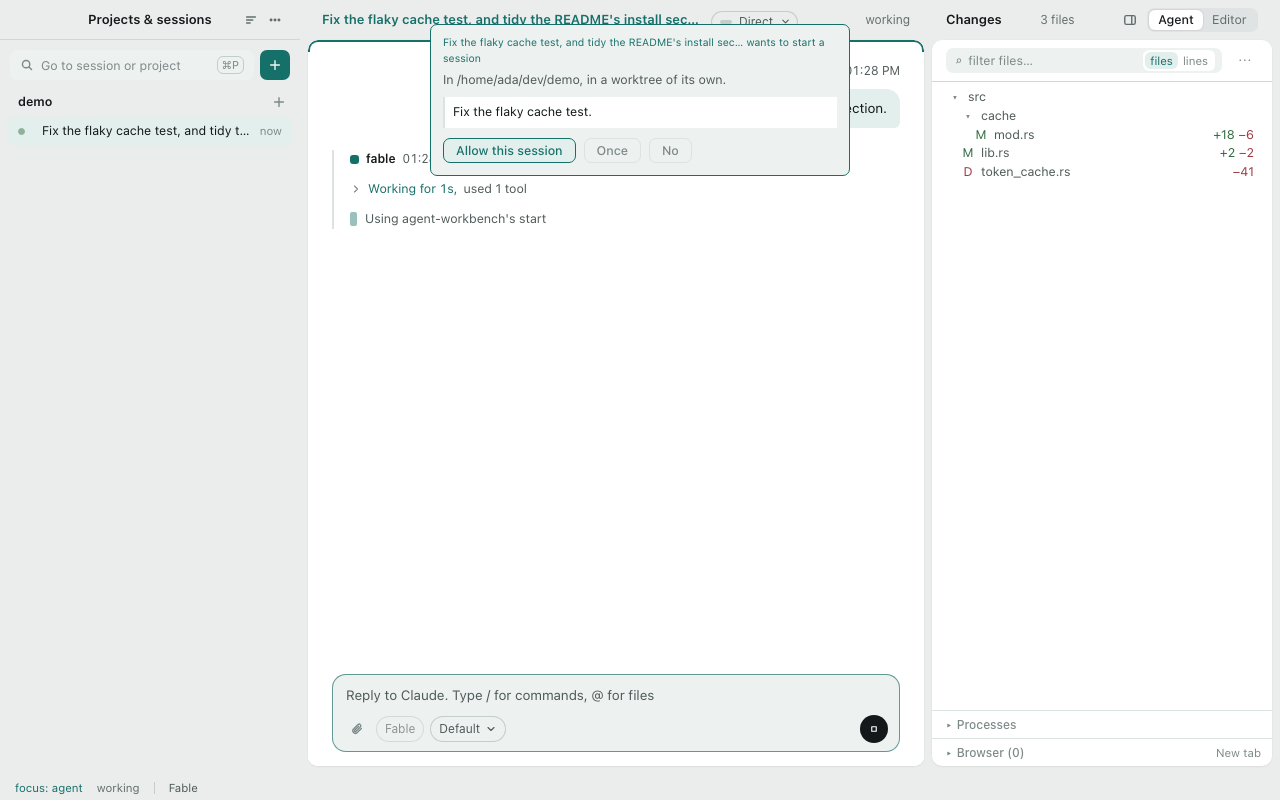 Projects & sessions
Go to session or project
⌘P
demo
Fix the flaky cache test, and tidy t... now
Fix the flaky cache test, and tidy the README's install sec...
Direct
working
Fix the flaky cache test, and tidy the README's install sec... wants to start a
session
In /home/ada/dev/demo, in a worktree of its own.
Fix the flaky cache test.
Allow this session
Once
No
1:28 PM
ection.
fable 01:2
Working for 1s, used 1 tool
Using agent-workbench's start
Reply to Claude. Type / for commands, @ for files
Fable
Default
Changes
3 files
Agent
Editor
filter files...
files
lines
src
cache
M mod.rs +18 −6
M lib.rs +2 −2
D token_cache.rs −41
Processes
Browser (0)
New tab
focus: agent
working
Fable